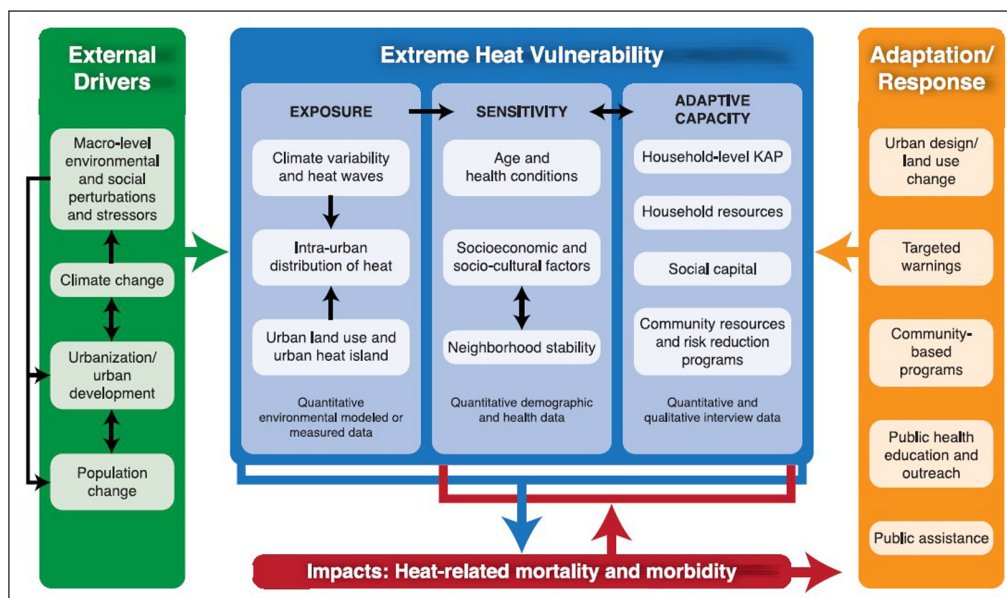 External
Drivers
Macro-level
environmental
and social
perturbations
and stressors
Climate change
Urbanization/
urban
development
Population
change
Extreme Heat Vulnerability
EXPOSURE
Climate variability
and heat waves
Intra-urban
distribution of heat
Urban land use and
urban heat island
Quantitative
environmental modeled or
measured data
SENSITIVITY
Age and
health conditions
Socioeconomic and
socio-cultural factors
Neighborhood stability
Quantitative demographic
and health data
ADAPTIVE
CAPACITY
Household-level KAP
Household resources
Social capital
Community resources
and risk reduction
programs
Quantitative and
qualitative interview data
Adaptation/
Response
Urban design/
land use
change
Targeted
warnings
Community-
based
programs
Public health
education and
outreach
Public assistance
Impacts: Heat-related mortality and morbidity